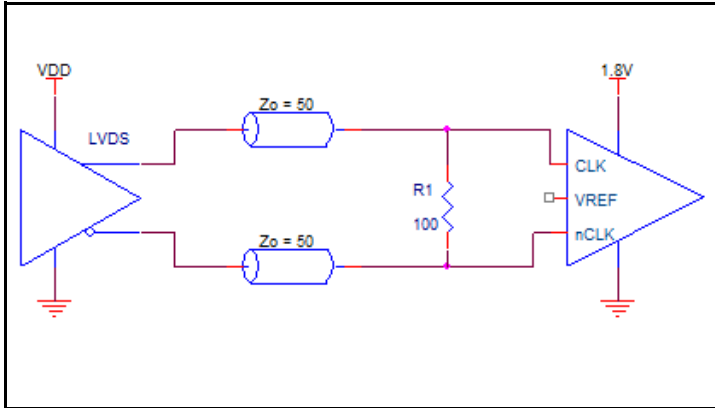 VDD
1.8V
Zo = 50
LVDS
CLK
R1
VREF
100
nCLK
Zo = 50